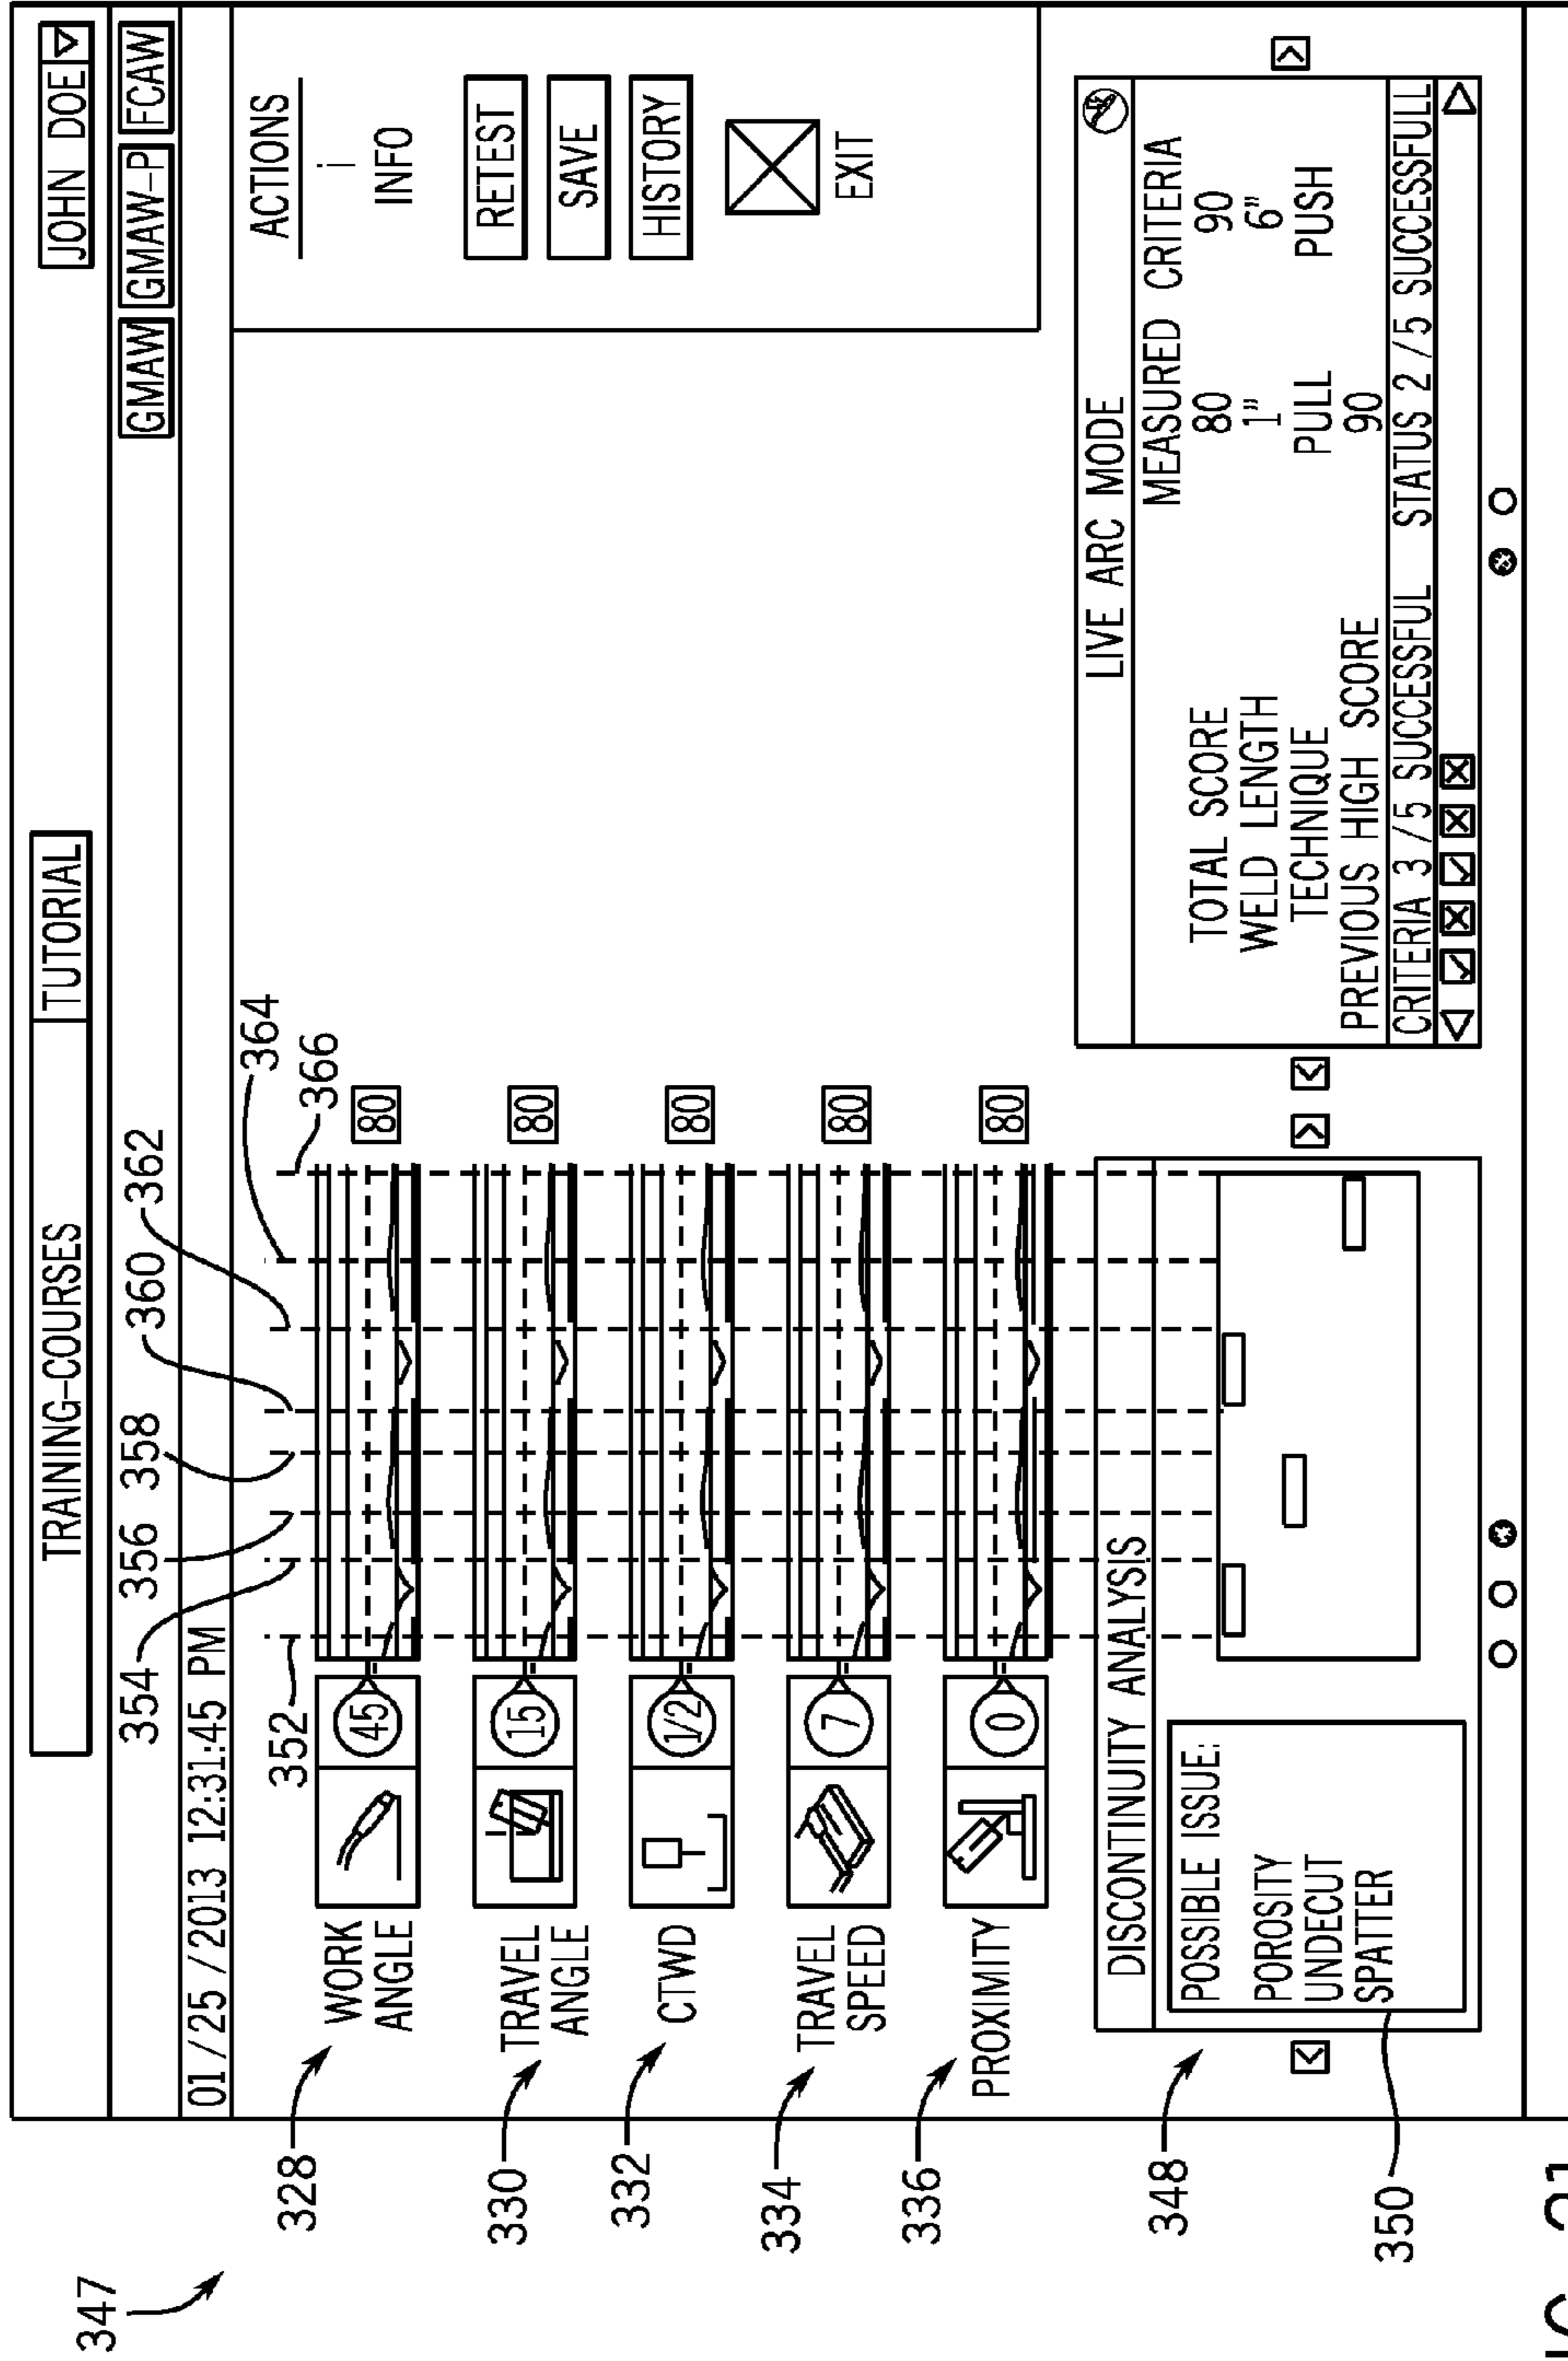 347
TRAINING-COURSES TUTORIAL JOHN DOE
GMAW GMAW-P FCAW
354 356 358 360 362
01/25/2013 12:31:45 PM
352
364
366
328
WORK
ANGLE
45
80
330
TRAVEL
ANGLE
15
80
332
CTWD
1/2
80
334
TRAVEL
SPEED
7
80
336
PROXIMITY
0
80
ACTIONS
i
INFO
RETEST
SAVE
HISTORY
EXIT
348
DISCONTINUITY ANALYSIS
POSSIBLE ISSUE:
POROSITY
UNDECUT
SPATTER
350
LIVE ARC MODE
MEASURED CRITERIA
TOTAL SCORE 80 90
WELD LENGTH 1" 6"
TECHNIQUE PULL PUSH
PREVIOUS HIGH SCORE 90
CRITERIA 3/5 SUCCESSFUL STATUS 2/5 SUCCESSFULL